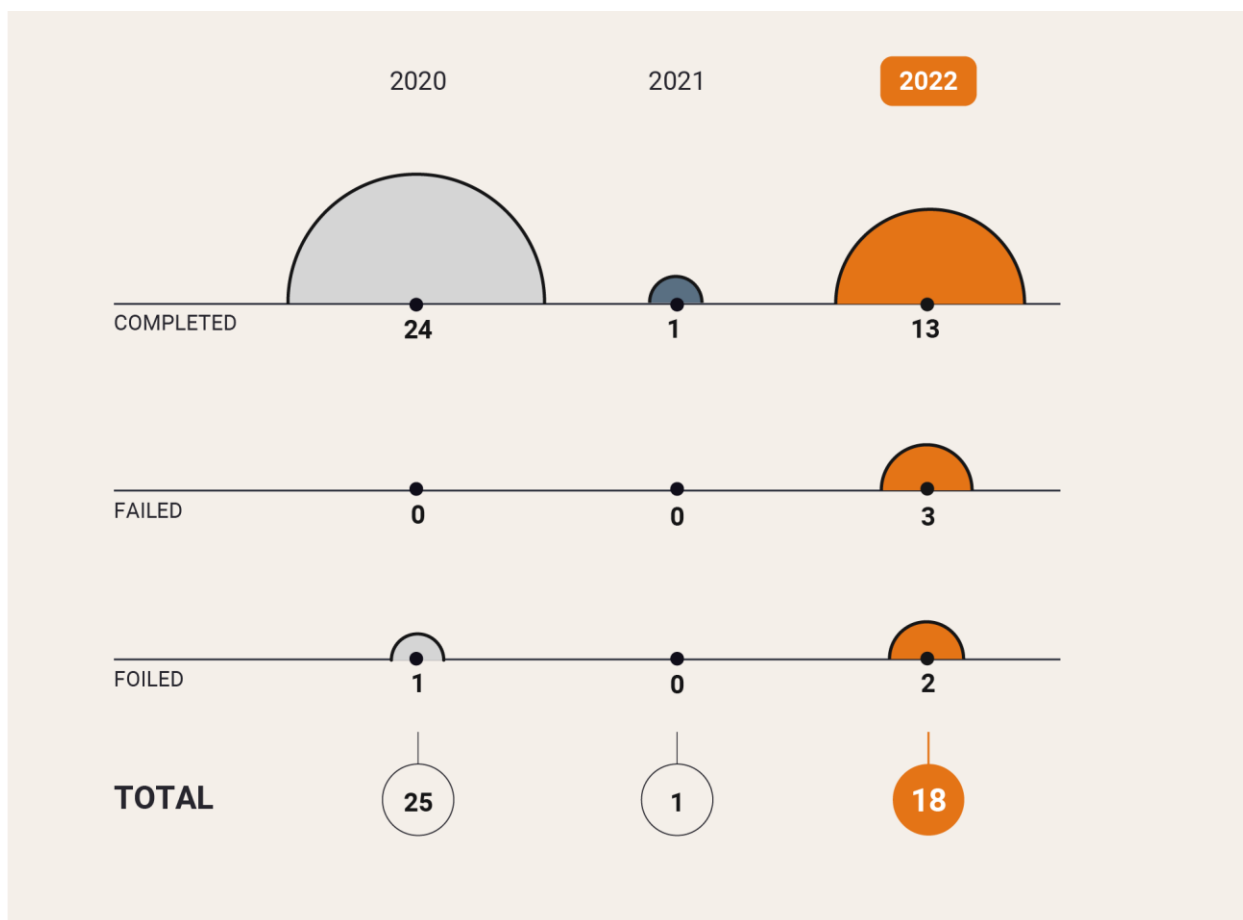 2020 2021 2022
COMPLETED 24 1 13
FAILED 0 0 3
FOILED 1 0 2
TOTAL 25 1 18